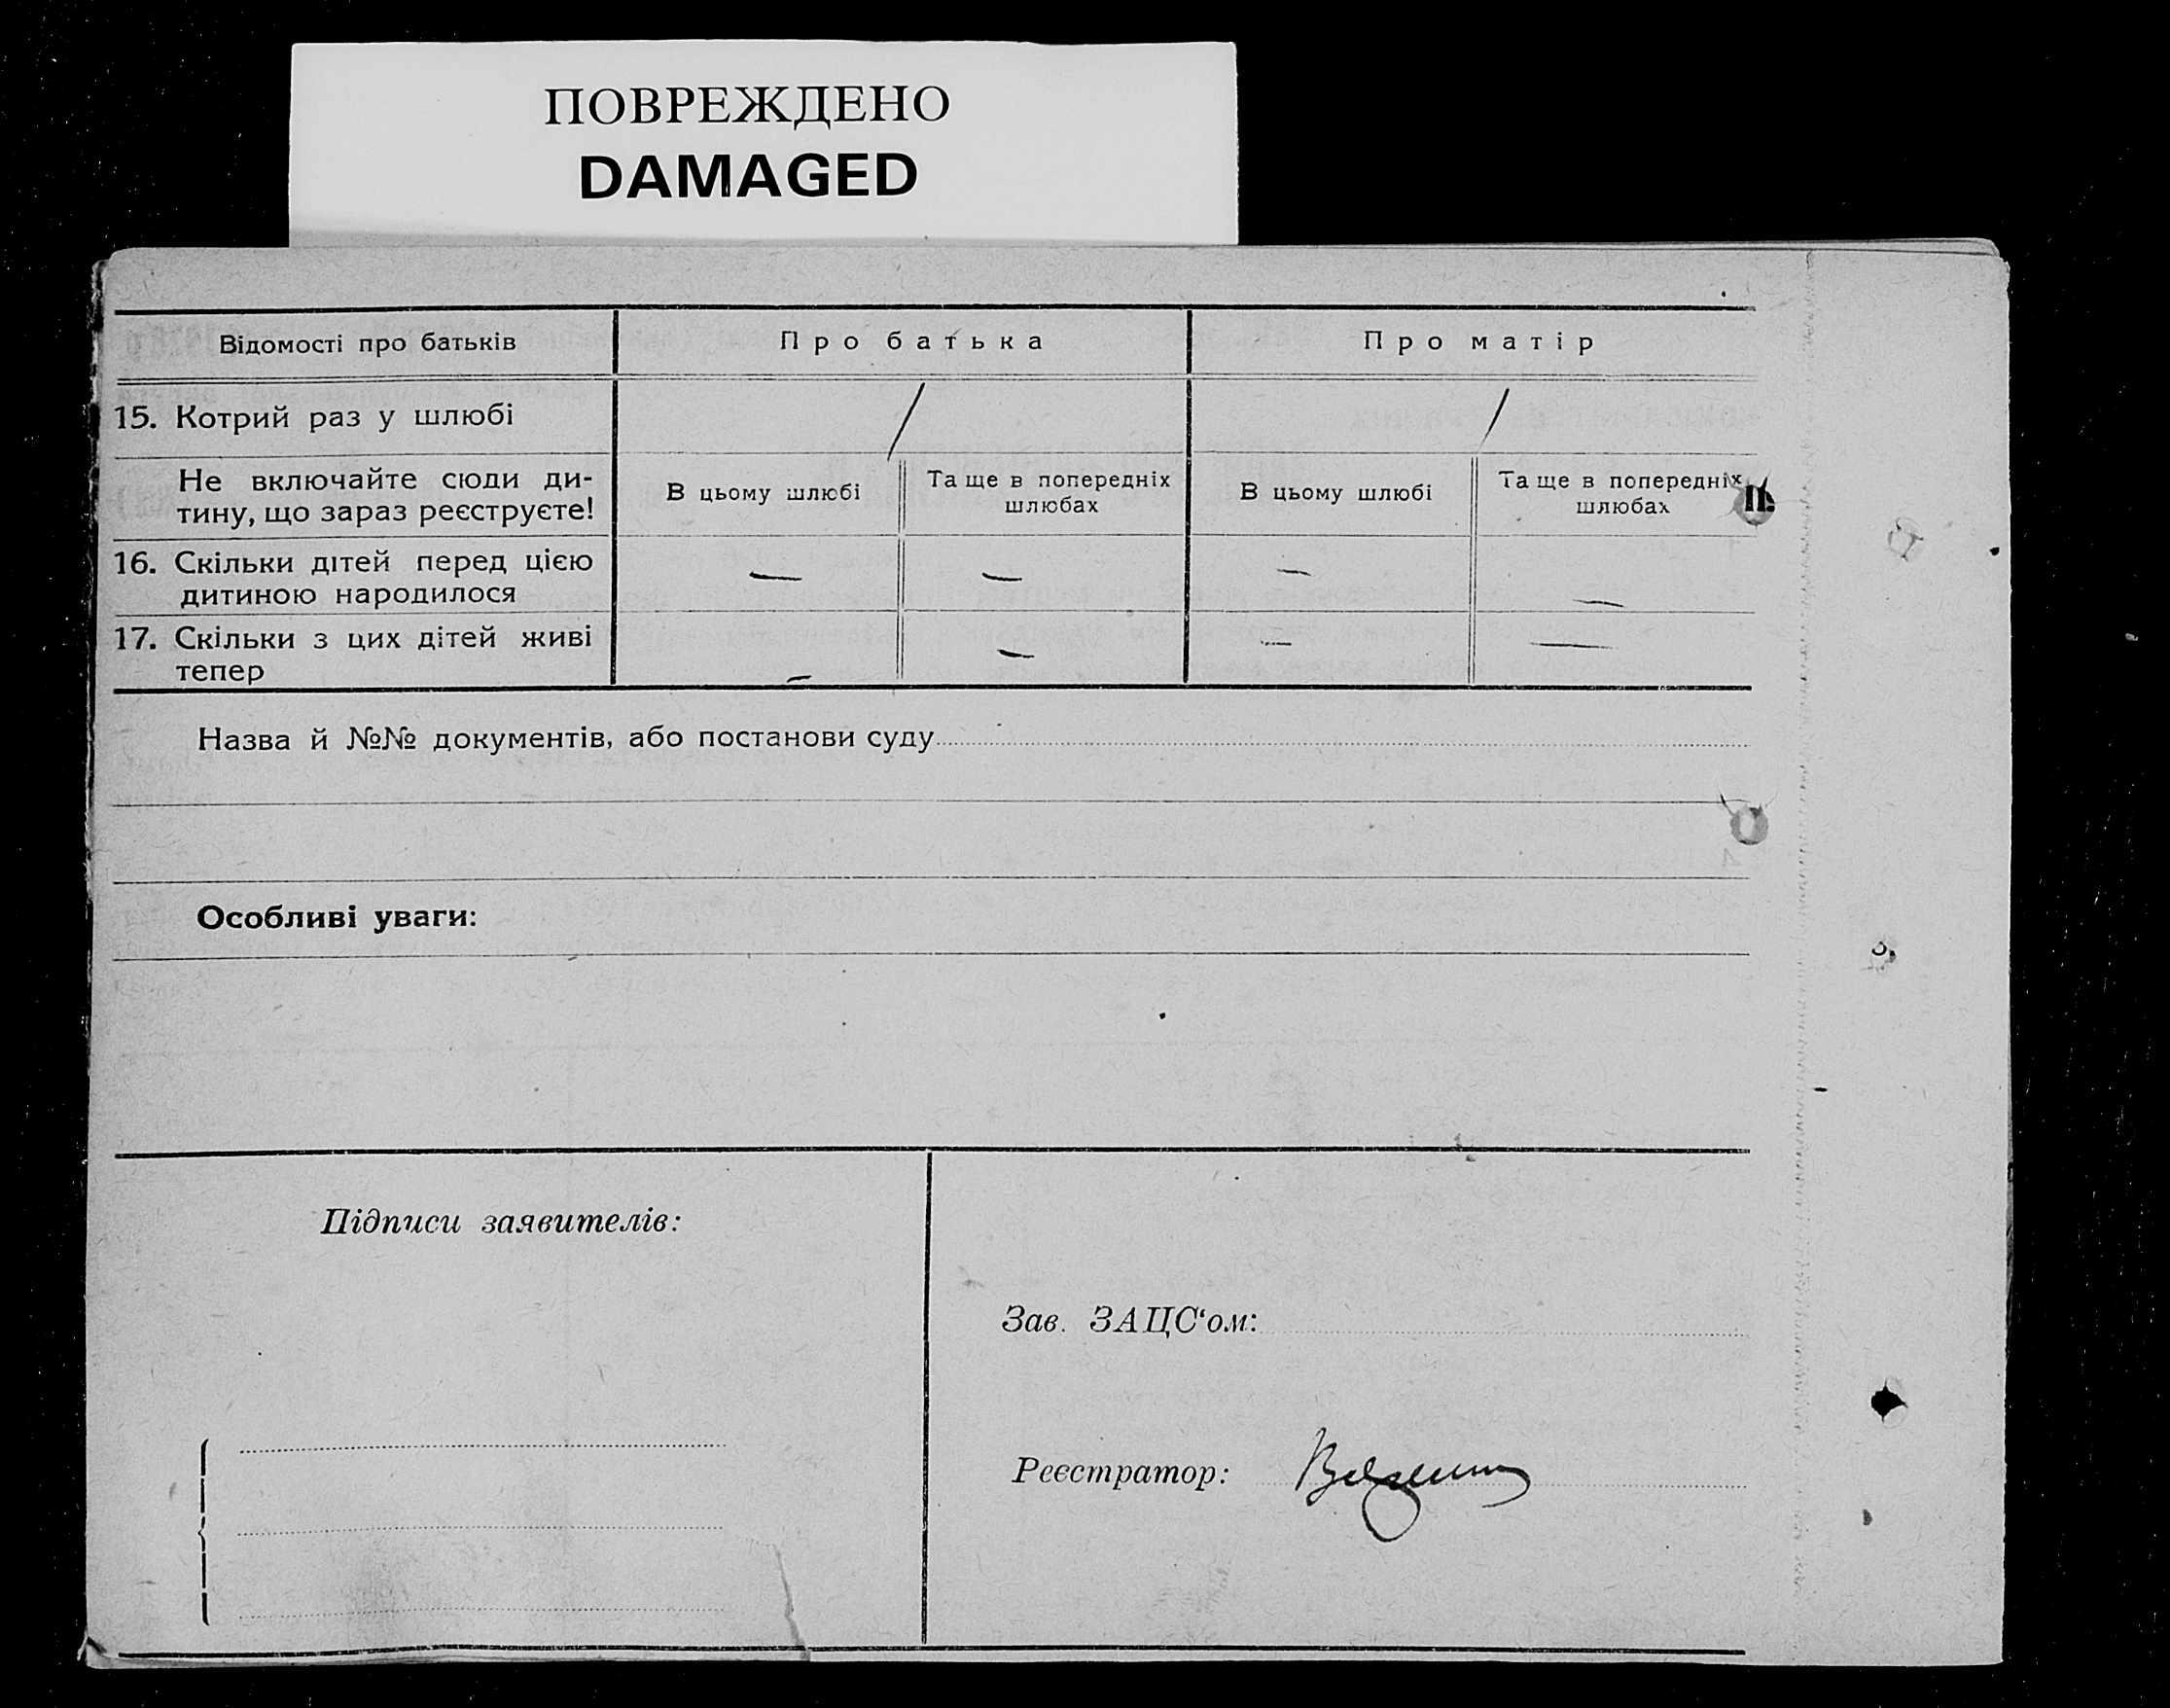 ПОВРЕЖДЕНО
DAMAGED
Відомості про батьків
Про батька
Про матір
15. Котрий раз у шлюбі
/
/
Не включайте сюди ди-
тину, що зараз реєструєте!
В цьому шлюбі
Та ще в попередніх
шлюбах
В цьому шлюбі
Та ще в попередніх
шлюбах
16. Скільки дітей перед цією
дитиною народилося
—
—
—
—
17. Скільки з цих дітей живі
тепер
—
—
—
—
Назва й №№ документів, або постанови суду
Особливі уваги:
Підписи заявителів:
Зав. ЗАЦС‘ом:
Реєстратор: